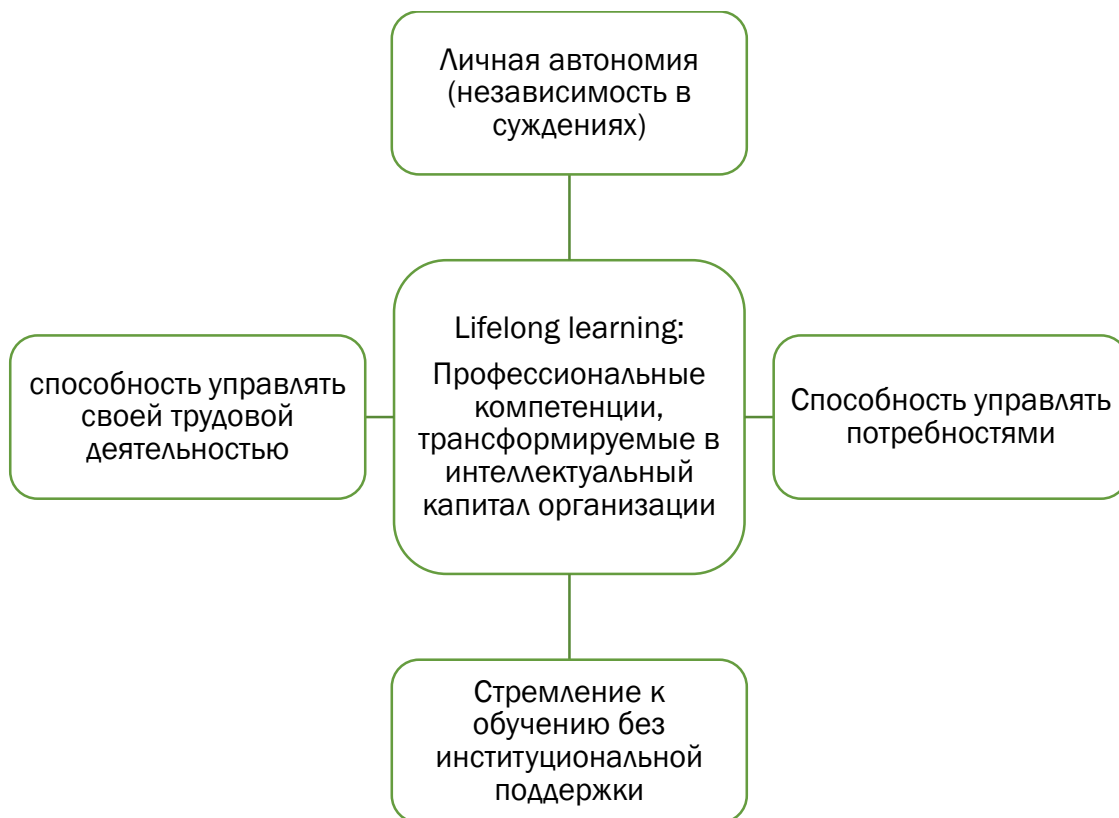 Личная автономия
(независимость в
суждениях)
способность управлять
своей трудовой
деятельностью
Lifelong learning:
Профессиональные
компетенции,
трансформируемые в
интеллектуальный
капитал организации
Способность управлять
потребностями
Стремление к
обучению без
институциональной
поддержки